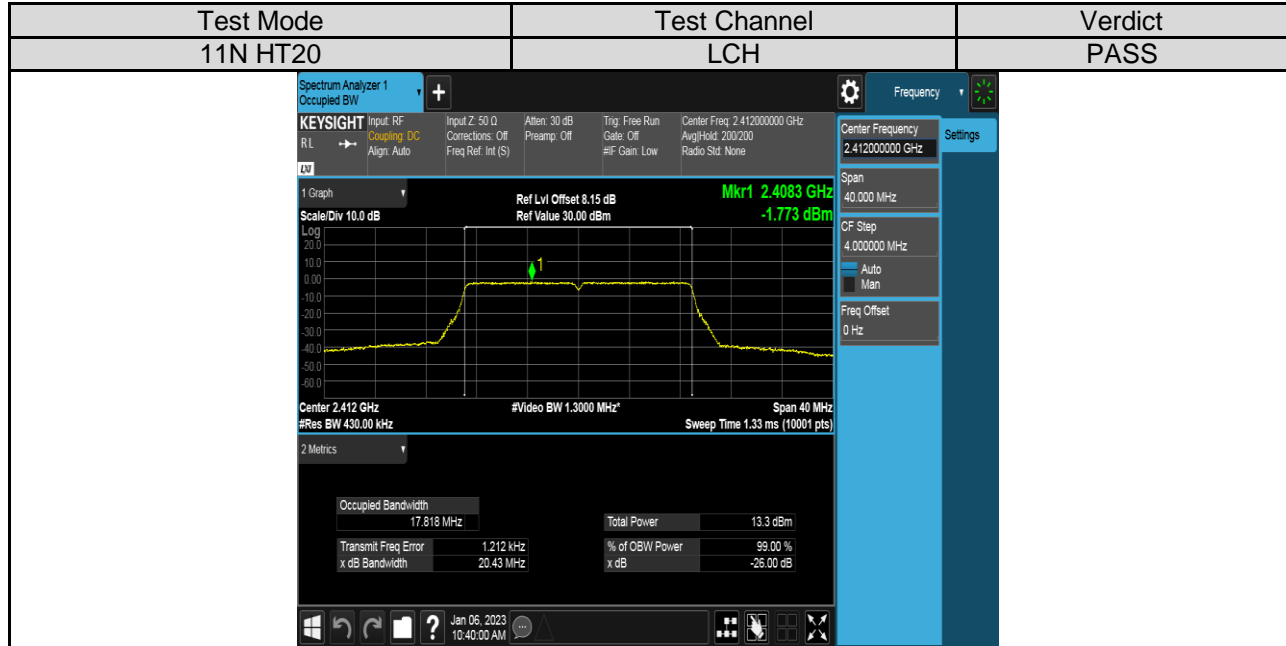 Test Mode Test Channel Verdict
11N HT20 LCH PASS
Spectrum Analyzer 1
Occupied BW
+
Frequency
KEYSIGHT
RL
LXI
Input: RF
Coupling: DC
Align: Auto
Input Z: 50 Ω
Corrections: Off
Freq Ref: Int (S)
Atten: 30 dB
Preamp: Off
Trig: Free Run
Gate: Off
#IF Gain: Low
Center Freq: 2.412000000 GHz
Avg|Hold: 200/200
Radio Std: None
Center Frequency
2.412000000 GHz
Settings
Span
40.000 MHz
CF Step
4.000000 MHz
Auto
Man
Freq Offset
0 Hz
1 Graph
Scale/Div 10.0 dB
Ref Lvl Offset 8.15 dB
Ref Value 30.00 dBm
Mkr1 2.4083 GHz
-1.773 dBm
Log
20.0
10.0
0.00
-10.0
-20.0
-30.0
-40.0
-50.0
-60.0
1
Center 2.412 GHz
#Res BW 430.00 kHz
#Video BW 1.3000 MHz*
Span 40 MHz
Sweep Time 1.33 ms (10001 pts)
2 Metrics
Occupied Bandwidth
17.818 MHz
Total Power 13.3 dBm
Transmit Freq Error 1.212 kHz
% of OBW Power 99.00 %
x dB Bandwidth 20.43 MHz
x dB -26.00 dB
?
Jan 06, 2023
10:40:00 AM